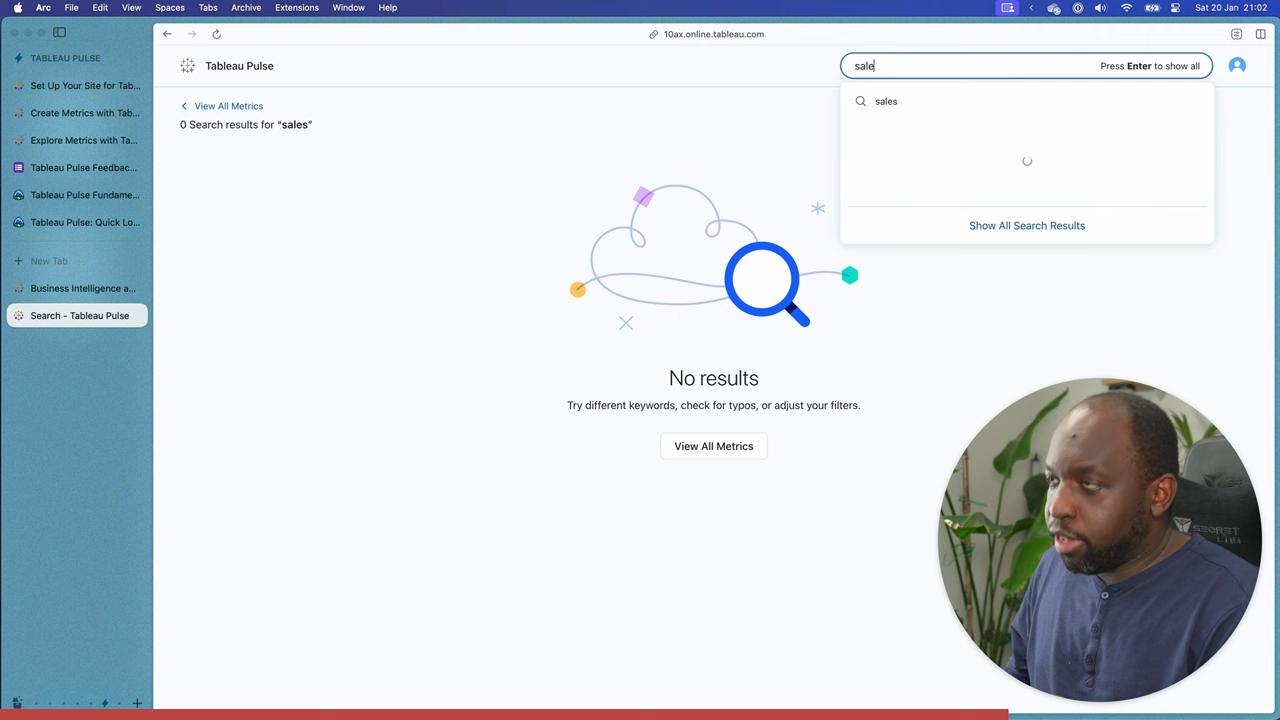 Arc File Edit View Spaces Tabs Archive Extensions Window Help
Sat 20 Jan 21:02
TABLEAU PULSE
Set Up Your Site for Tab...
Create Metrics with Tab...
Explore Metrics with Ta...
Tableau Pulse Feedbac...
Tableau Pulse Fundame...
Tableau Pulse: Quick Lo...
New Tab
Business Intelligence a...
Search - Tableau Pulse
10ax.online.tableau.com
Tableau Pulse
sale
Press Enter to show all
sales
Show All Search Results
View All Metrics
0 Search results for “sales”
No results
Try different keywords, check for typos, or adjust your filters.
View All Metrics
SECRET
LAB